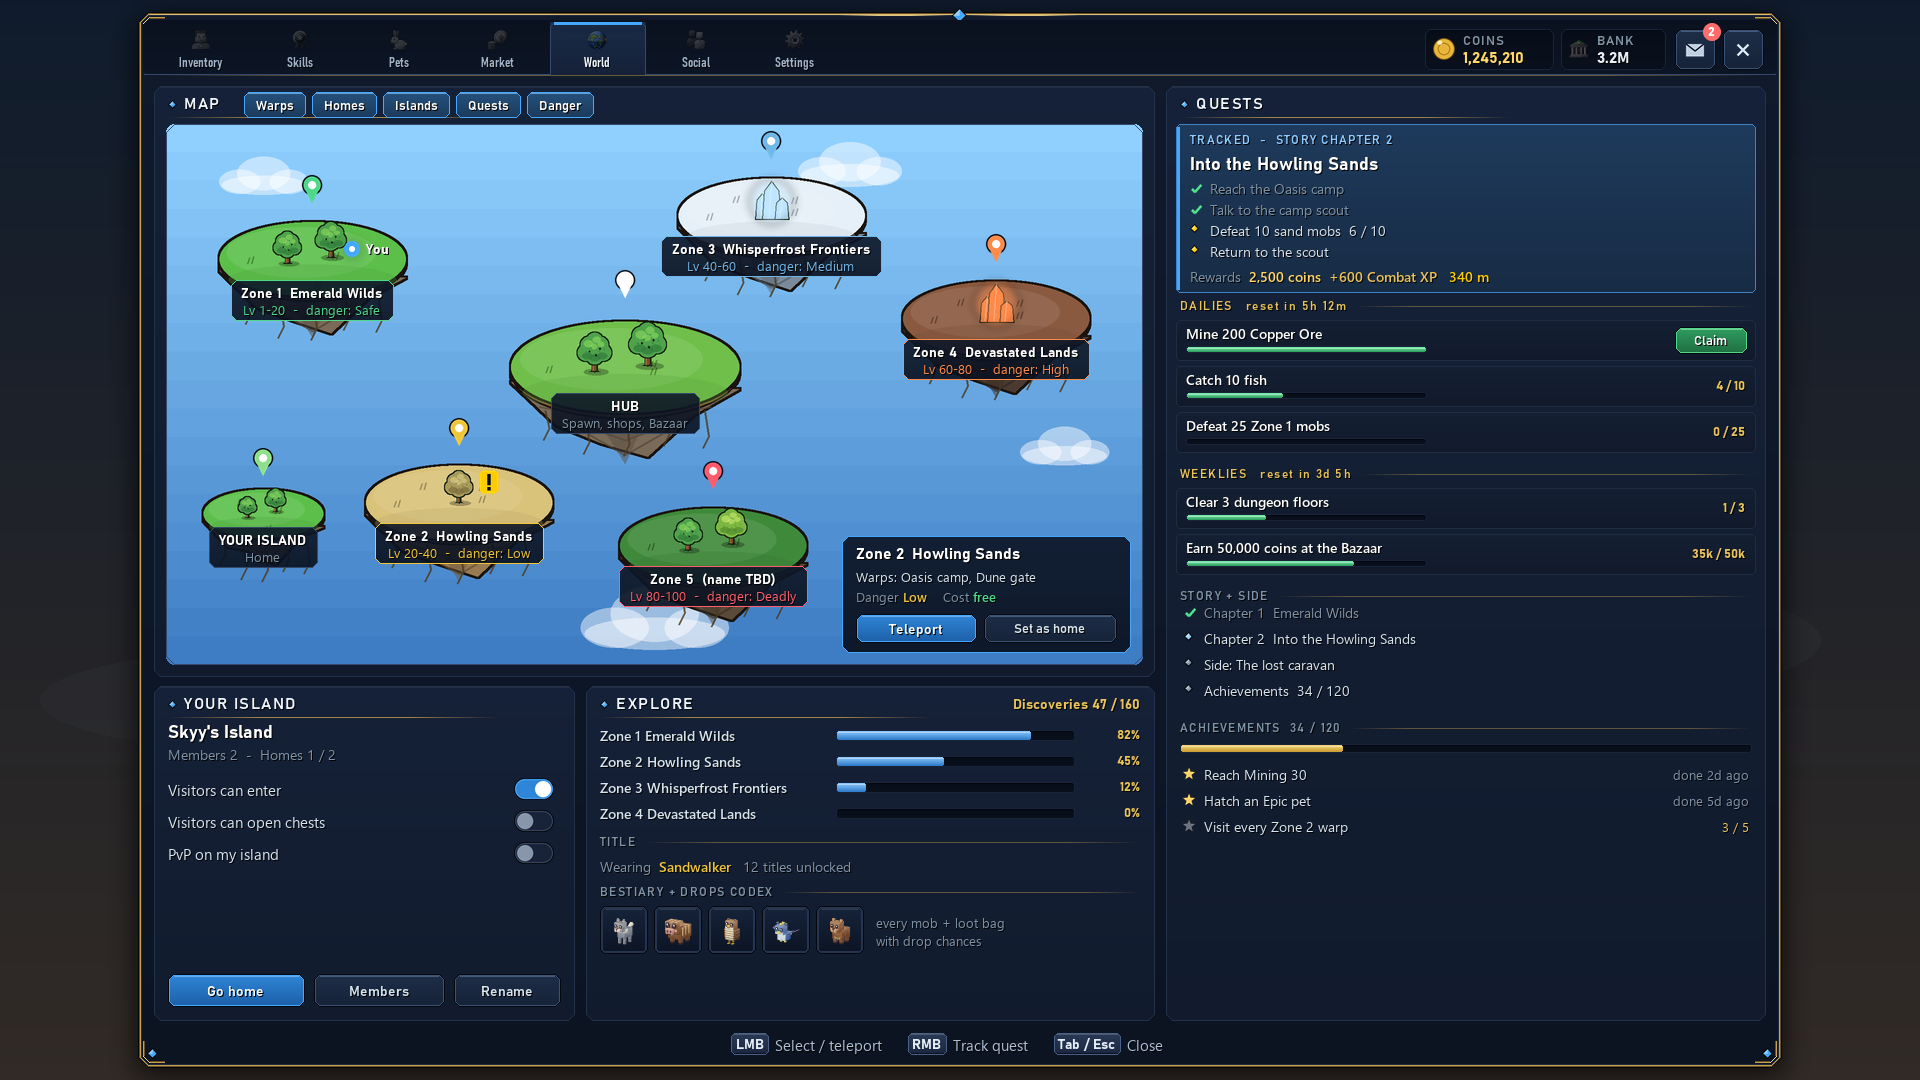 Inventory
Skills
Pets
Market
World
Social
Settings
COINS
1,245,210
BANK
3.2M
2
MAP
Warps
Homes
Islands
Quests
Danger
You
Zone 1 Emerald Wilds
Lv 1-20 - danger: Safe
Zone 3 Whisperfrost Frontiers
Lv 40-60 - danger: Medium
Zone 4 Devastated Lands
Lv 60-80 - danger: High
HUB
Spawn, shops, Bazaar
YOUR ISLAND
Home
!
Zone 2 Howling Sands
Lv 20-40 - danger: Low
Zone 5 (name TBD)
Lv 80-100 - danger: Deadly
Zone 2 Howling Sands
Warps: Oasis camp, Dune gate
Danger Low Cost free
Teleport
Set as home
QUESTS
TRACKED - STORY CHAPTER 2
Into the Howling Sands
Reach the Oasis camp
Talk to the camp scout
Defeat 10 sand mobs 6 / 10
Return to the scout
Rewards 2,500 coins +600 Combat XP 340 m
DAILIES reset in 5h 12m
Mine 200 Copper Ore
Claim
Catch 10 fish
4 / 10
Defeat 25 Zone 1 mobs
0 / 25
WEEKLIES reset in 3d 5h
Clear 3 dungeon floors
1 / 3
Earn 50,000 coins at the Bazaar
35k / 50k
STORY + SIDE
Chapter 1 Emerald Wilds
Chapter 2 Into the Howling Sands
Side: The lost caravan
Achievements 34 / 120
ACHIEVEMENTS 34 / 120
Reach Mining 30
done 2d ago
Hatch an Epic pet
done 5d ago
Visit every Zone 2 warp
3 / 5
YOUR ISLAND
Skyy's Island
Members 2 - Homes 1 / 2
Visitors can enter
Visitors can open chests
PvP on my island
Go home
Members
Rename
EXPLORE
Discoveries 47 / 160
Zone 1 Emerald Wilds
82%
Zone 2 Howling Sands
45%
Zone 3 Whisperfrost Frontiers
12%
Zone 4 Devastated Lands
0%
TITLE
Wearing Sandwalker 12 titles unlocked
BESTIARY + DROPS CODEX
every mob + loot bag
with drop chances
LMB Select / teleport
RMB Track quest
Tab / Esc Close